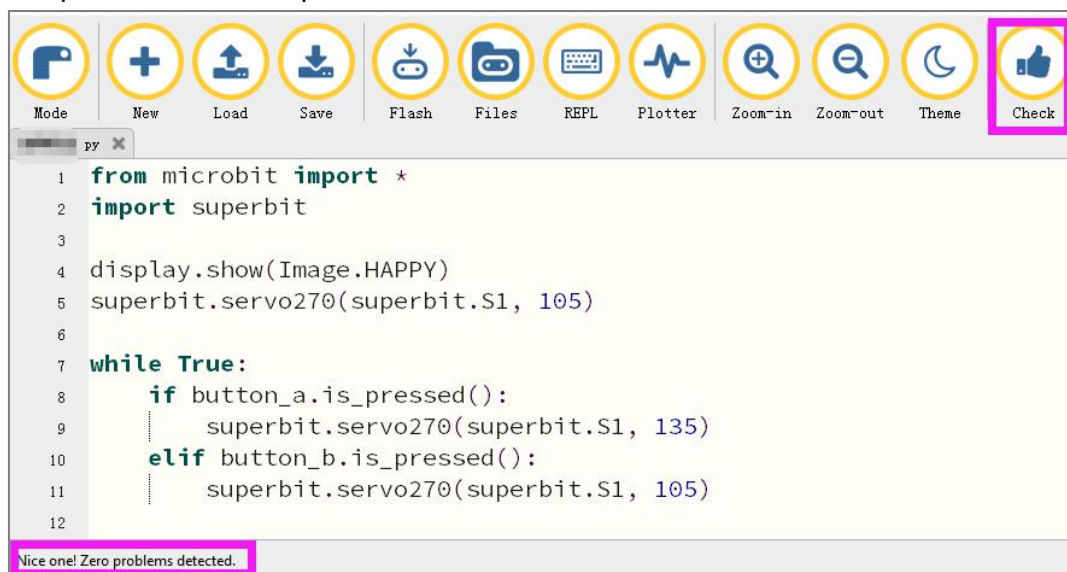 Mode New Load Save Flash Files REPL Plotter Zoom-in Zoom-out Theme Check
py
1 from microbit import *
2 import superbit
3
4 display.show(Image.HAPPY)
5 superbit.servo270(superbit.S1, 105)
6
7 while True:
8 if button_a.is_pressed():
9 superbit.servo270(superbit.S1, 135)
10 elif button_b.is_pressed():
11 superbit.servo270(superbit.S1, 105)
12
Nice one! Zero problems detected.